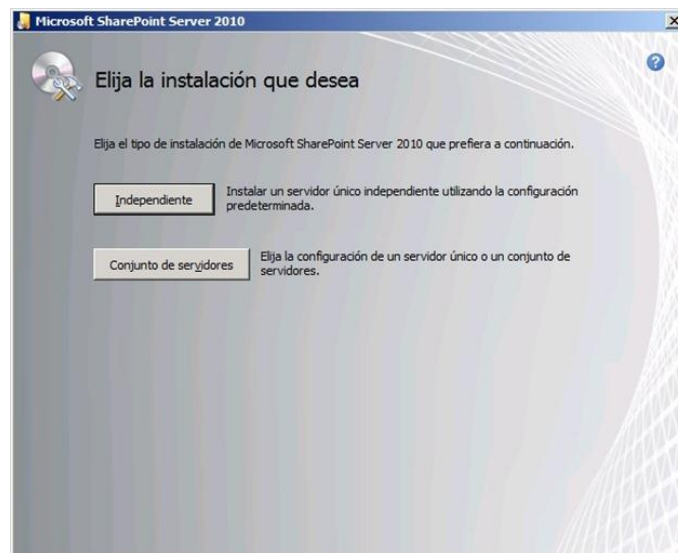 Microsoft SharePoint Server 2010
Elija la instalación que desea
Elija el tipo de instalación de Microsoft SharePoint Server 2010 que prefiera a continuación.
Independiente
Instalar un servidor único independiente utilizando la configuración
predeterminada.
Conjunto de servidores
Elija la configuración de un servidor único o un conjunto de
servidores.